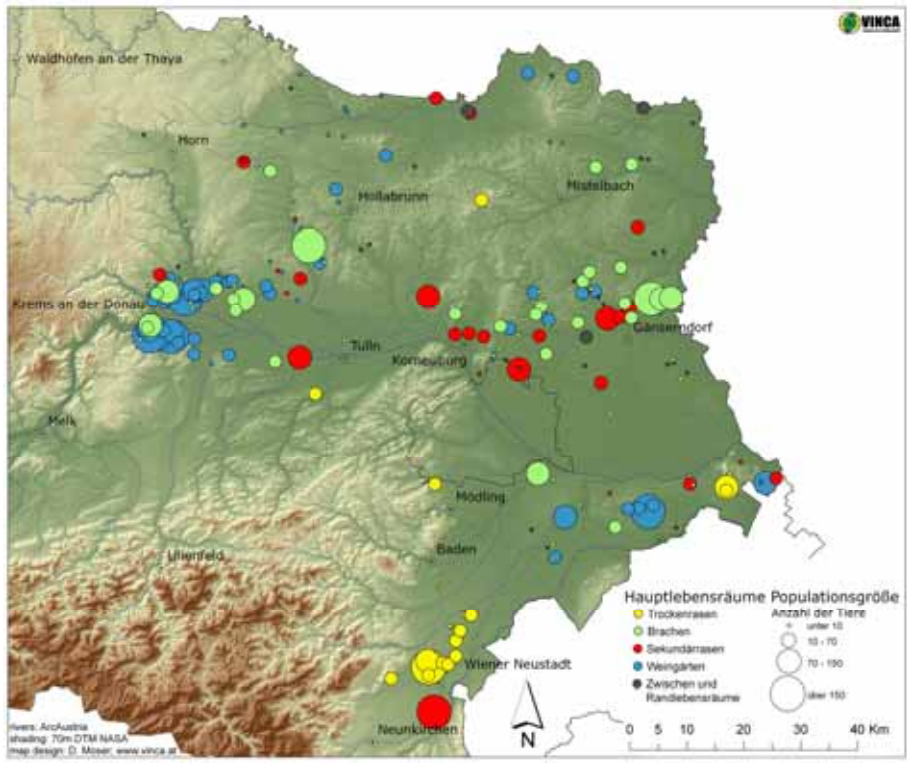 VINCA
Waldhofen an der Thaya
Horn
Hollabrunn
Mistelbach
Krems an der Donau
Gänserndorf
Tulln
Korneuburg
Melk
Mödling
Baden
Lilienfeld
Wiener Neustadt
Neunkirchen
Hauptlebensräume
Trockenrasen
Brachen
Sekundärrasen
Weingärten
Zwischen und
Randlebensräume
Populationsgröße
Anzahl der Tiere
unter 10
10 - 70
70 - 150
über 150
N
0 5 10 20 30 40 Km
rivers: ArcAustria
shading: 70m DTM NASA
map design: D. Moser; www.vinca.at